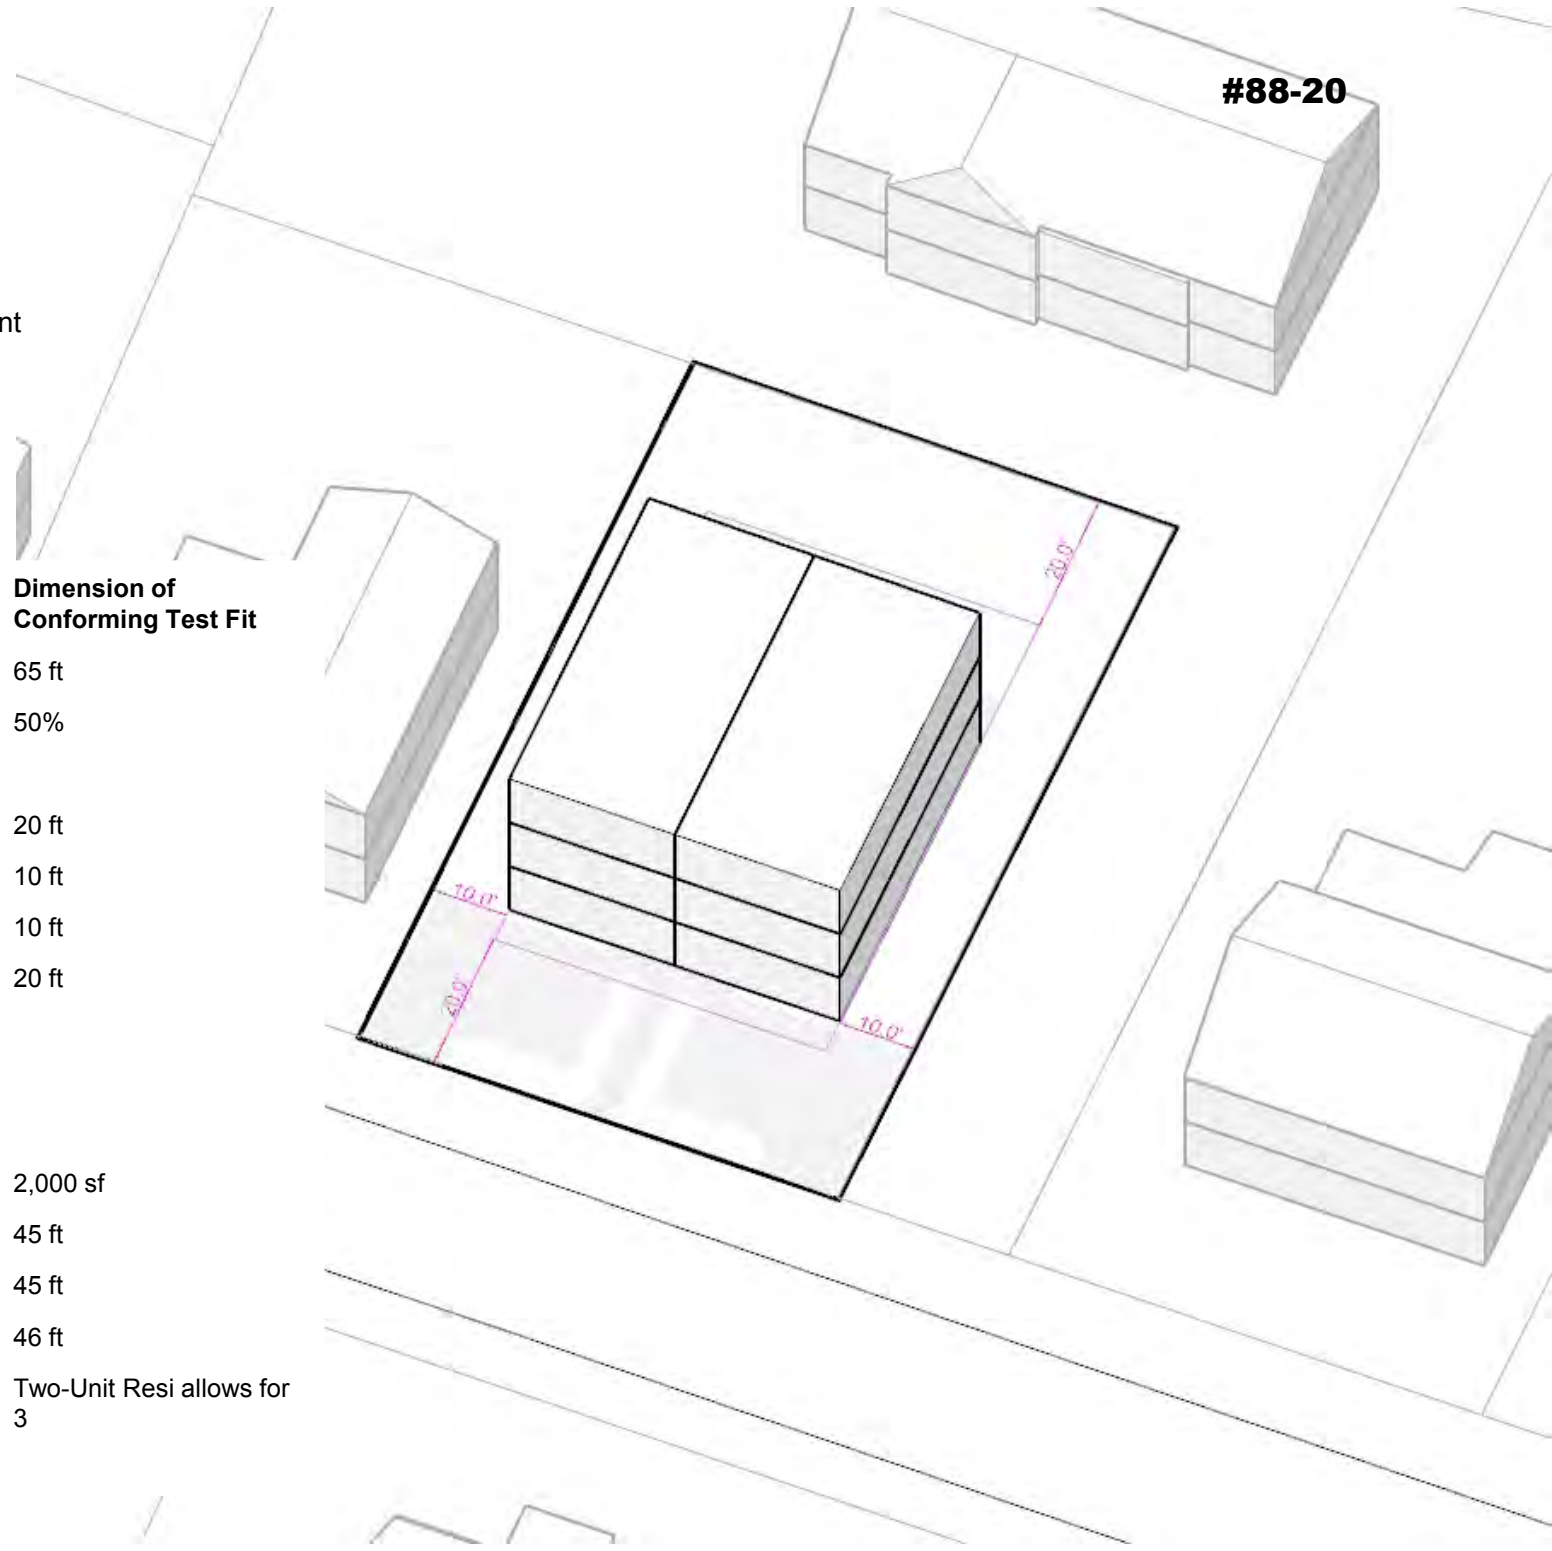 #88-20
nt
20.0'
Dimension of
Conforming Test Fit
65 ft
50%
20 ft
10 ft
10 ft
20 ft
10.0'
20.0'
10.0'
2,000 sf
45 ft
45 ft
46 ft
Two-Unit Resi allows for
3